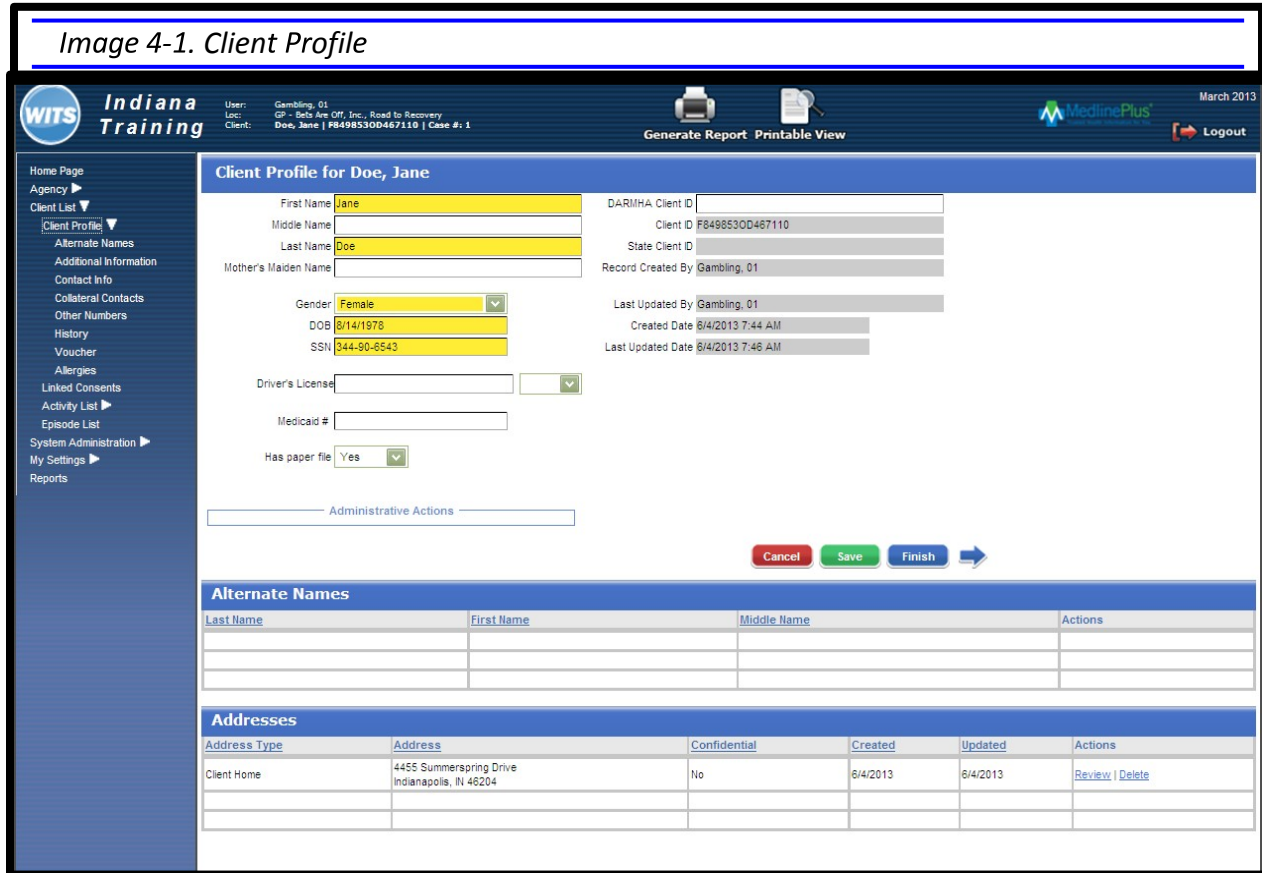 Image 4-1. Client Profile
WITS
Indiana
Training
User: Gambling, 01
Loc: GP - Bets Are Off, Inc., Road to Recovery
Client: Doe, Jane | F849853OD467110 | Case #: 1
Generate Report Printable View
MedlinePlus
March 2013
Logout
Home Page
Agency
Client List
Client Profile
Alternate Names
Additional Information
Contact Info
Collateral Contacts
Other Numbers
History
Voucher
Allergies
Linked Consents
Activity List
Episode List
System Administration
My Settings
Reports
Client Profile for Doe, Jane
First Name Jane
Middle Name
Last Name Doe
Mother's Maiden Name
Gender Female
DOB 8/14/1978
SSN 344-90-6543
Driver's License
Medicaid #
Has paper file Yes
DARMHA Client ID
Client ID F849853OD467110
State Client ID
Record Created By Gambling, 01
Last Updated By Gambling, 01
Created Date 6/4/2013 7:44 AM
Last Updated Date 6/4/2013 7:46 AM
Administrative Actions
Cancel Save Finish
Alternate Names
Last Name First Name Middle Name Actions
Addresses
Address Type Address Confidential Created Updated Actions
Client Home 4455 Summerspring Drive No 6/4/2013 6/4/2013 Review | Delete
Indianapolis, IN 46204